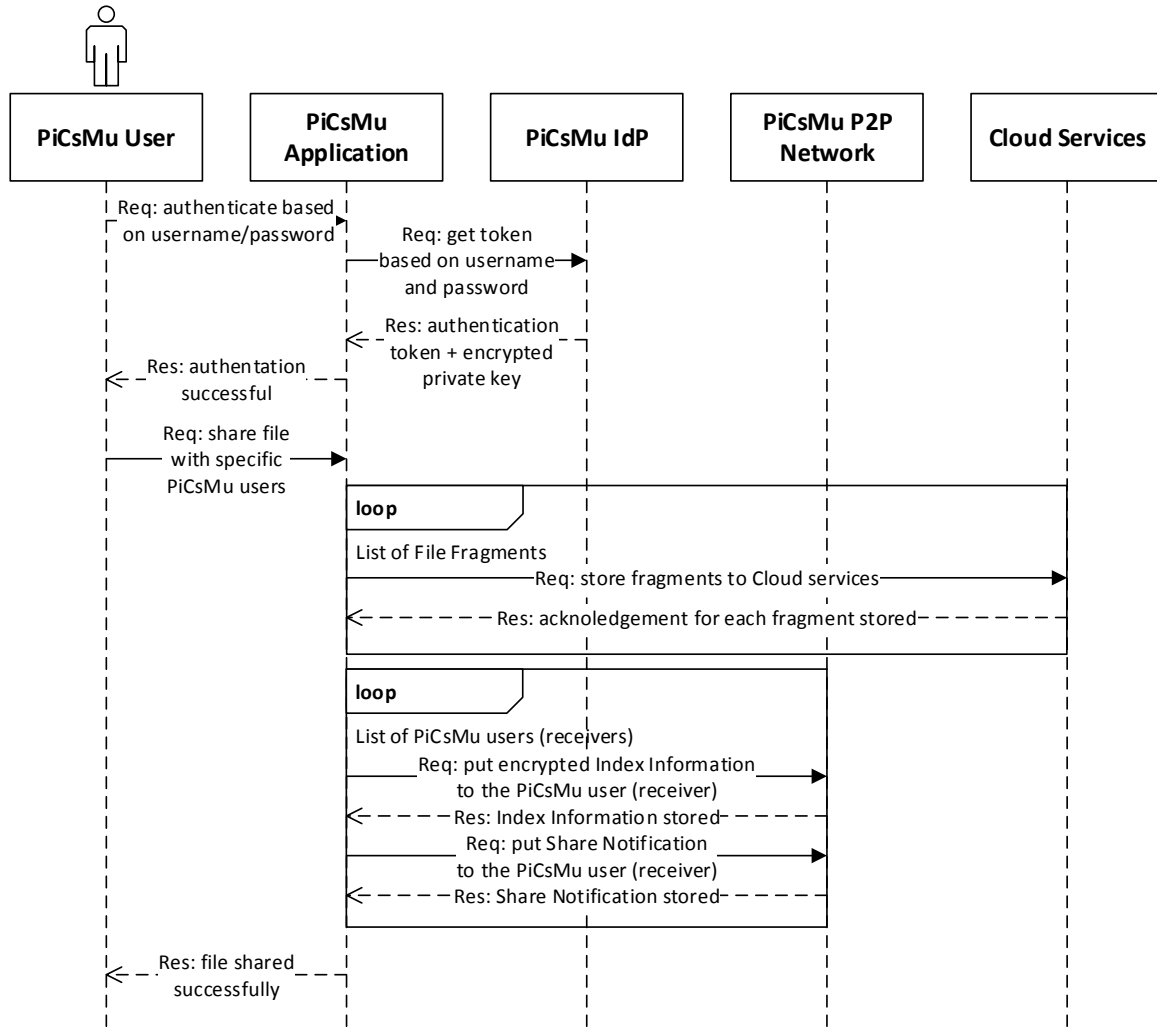 PiCsMu User
PiCsMu
Application
PiCsMu IdP
PiCsMu P2P
Network
Cloud Services
Req: authenticate based
on username/password
Req: get token
based on username
and password
Res: authentication
token + encrypted
private key
Res: authentation
successful
Req: share file
with specific
PiCsMu users
loop
List of File Fragments
Req: store fragments to Cloud services
Res: acknoledgement for each fragment stored
loop
List of PiCsMu users (receivers)
Req: put encrypted Index Information
to the PiCsMu user (receiver)
Res: Index Information stored
Req: put Share Notification
to the PiCsMu user (receiver)
Res: Share Notification stored
Res: file shared
successfully